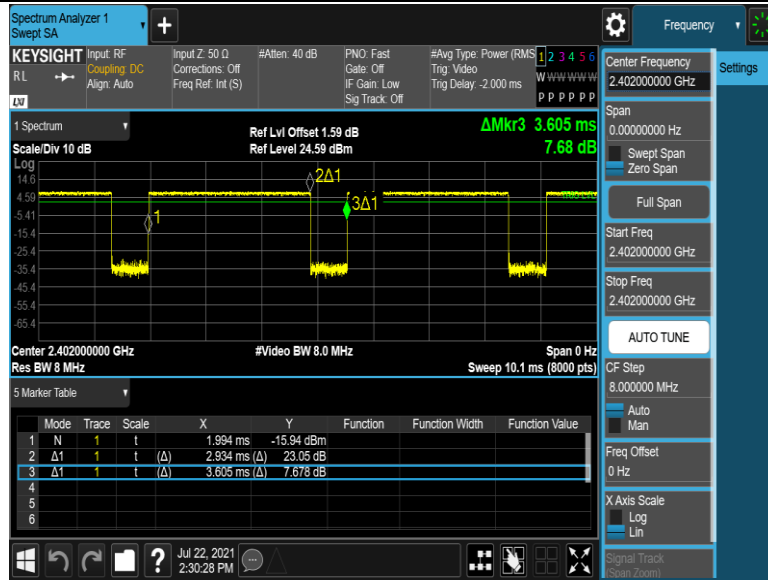 Spectrum Analyzer 1
Swept SA
Frequency
KEYSIGHT
RL
LXI
Input: RF
Coupling: DC
Align: Auto
Input Z: 50 Ω
Corrections: Off
Freq Ref: Int (S)
#Atten: 40 dB
PNO: Fast
Gate: Off
IF Gain: Low
Sig Track: Off
#Avg Type: Power (RMS
Trig: Video
Trig Delay: -2.000 ms
1 2 3 4 5 6
W W W W W W
P P P P P P
1 Spectrum
Scale/Div 10 dB
Ref Lvl Offset 1.59 dB
Ref Level 24.59 dBm
ΔMkr3 3.605 ms
7.68 dB
Log
14.6
4.59
-5.41
-15.4
-25.4
-35.4
-45.4
-55.4
-65.4
1
2Δ1
3Δ1
Center 2.402000000 GHz
Res BW 8 MHz
#Video BW 8.0 MHz
Span 0 Hz
Sweep 10.1 ms (8000 pts)
5 Marker Table
Mode Trace Scale X Y Function Function Width Function Value
1 N 1 t 1.994 ms -15.94 dBm
2 Δ1 1 t (Δ) 2.934 ms (Δ) 23.05 dB
3 Δ1 1 t (Δ) 3.605 ms (Δ) 7.678 dB
4
5
6
Jul 22, 2021
2:30:28 PM
Settings
Center Frequency
2.402000000 GHz
Span
0.00000000 Hz
Swept Span
Zero Span
Full Span
Start Freq
2.402000000 GHz
Stop Freq
2.402000000 GHz
AUTO TUNE
CF Step
8.000000 MHz
Auto
Man
Freq Offset
0 Hz
X Axis Scale
Log
Lin
Signal Track
(Span Zoom)